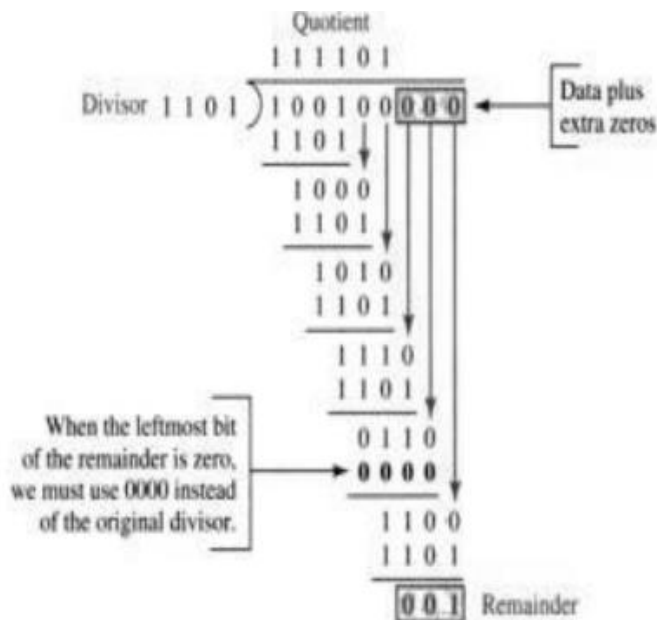 Quotient
1 1 1 1 0 1
Divisor 1 1 0 1 ) 1 0 0 1 0 0 0 0 0
Data plus
extra zeros
1 1 0 1
1 0 0 0
1 1 0 1
1 0 1 0
1 1 0 1
1 1 1 0
1 1 0 1
When the leftmost bit
of the remainder is zero,
we must use 0000 instead
of the original divisor.
0 1 1 0
0 0 0 0
1 1 0 0
1 1 0 1
0 0 1 Remainder